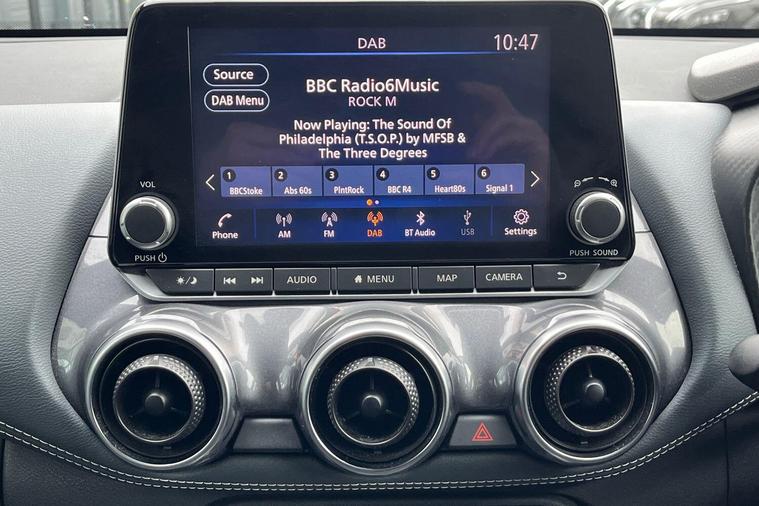 DAB
10:47
Source
DAB Menu
BBC Radio6Music
ROCK M
Now Playing: The Sound Of
Philadelphia (T.S.O.P.) by MFSB &
The Three Degrees
1 2 3 4 5 6
BBCStoke Abs 60s PlntRock BBC R4 Heart80s Signal 1
Phone AM FM DAB BT Audio USB Settings
VOL
PUSH
PUSH SOUND
AUDIO MENU MAP CAMERA